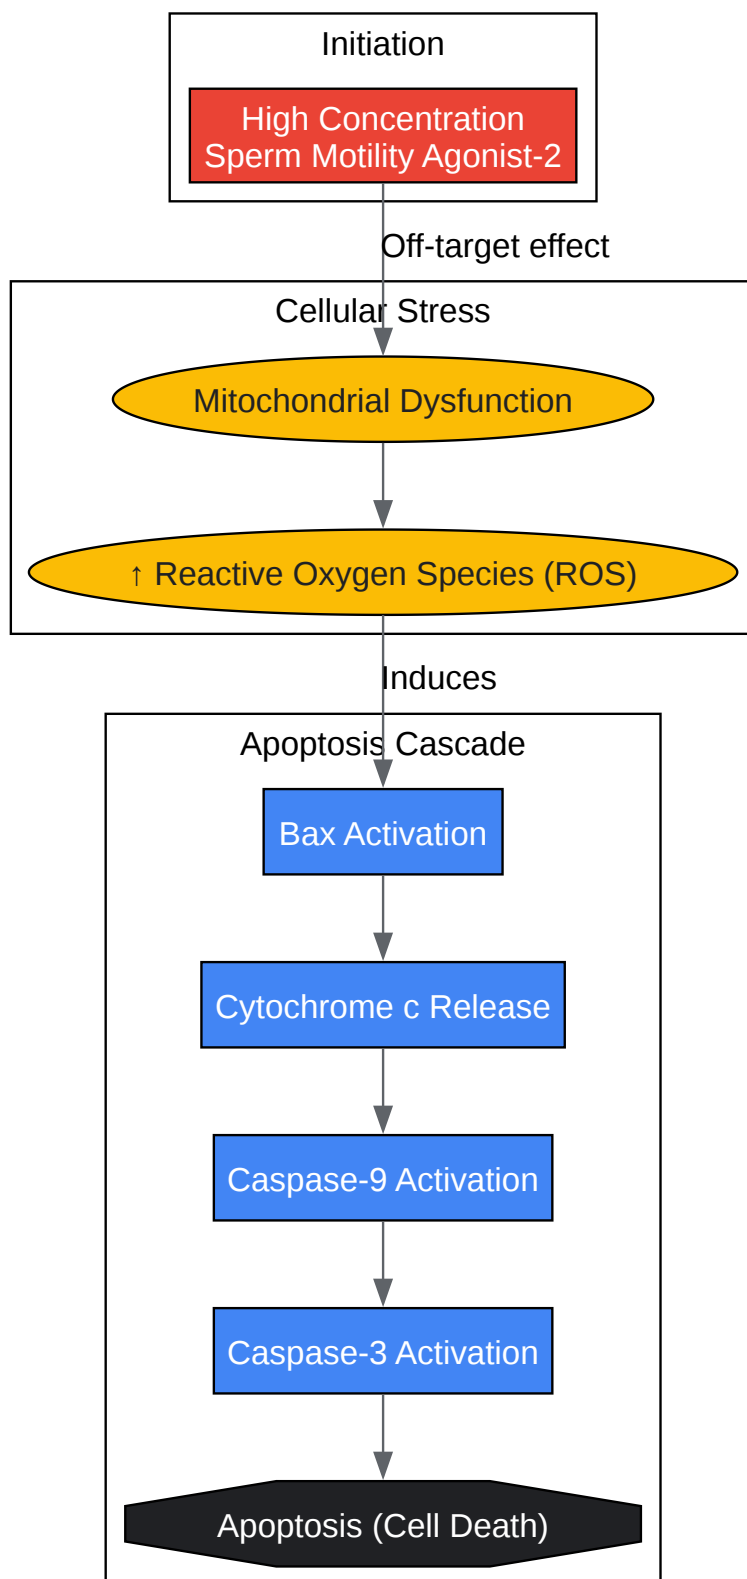 Initiation
High Concentration
Sperm Motility Agonist-2
Off-target effect
Cellular Stress
Mitochondrial Dysfunction
↑ Reactive Oxygen Species (ROS)
Induces
Apoptosis Cascade
Bax Activation
Cytochrome c Release
Caspase-9 Activation
Caspase-3 Activation
Apoptosis (Cell Death)